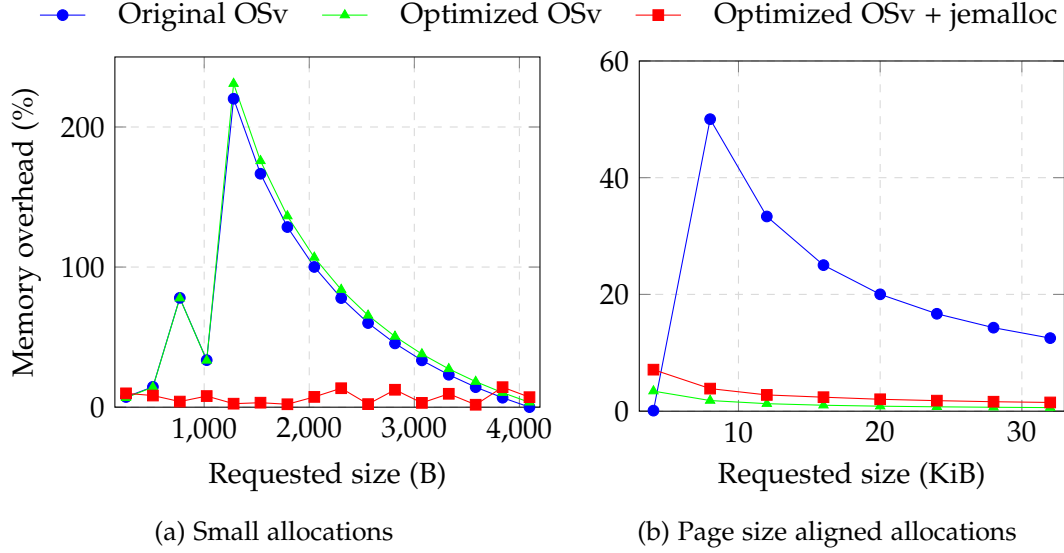 Original OSv Optimized OSv Optimized OSv + jemalloc
Memory overhead (%)
200
100
0
1,000 2,000 3,000 4,000
Requested size (B)
(a) Small allocations
60
40
20
0
10 20 30
Requested size (KiB)
(b) Page size aligned allocations